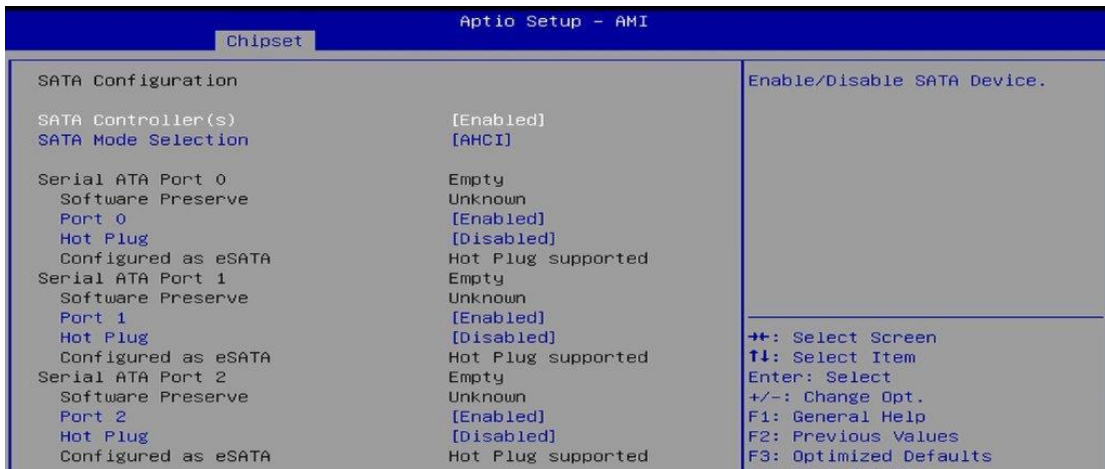 Aptio Setup – AMI
Chipset
SATA Configuration
SATA Controller(s) [Enabled]
SATA Mode Selection [AHCI]
Serial ATA Port 0 Empty
Software Preserve Unknown
Port 0 [Enabled]
Hot Plug [Disabled]
Configured as eSATA Hot Plug supported
Serial ATA Port 1 Empty
Software Preserve Unknown
Port 1 [Enabled]
Hot Plug [Disabled]
Configured as eSATA Hot Plug supported
Serial ATA Port 2 Empty
Software Preserve Unknown
Port 2 [Enabled]
Hot Plug [Disabled]
Configured as eSATA Hot Plug supported
Enable/Disable SATA Device.
→←: Select Screen
↑↓: Select Item
Enter: Select
+/-: Change Opt.
F1: General Help
F2: Previous Values
F3: Optimized Defaults